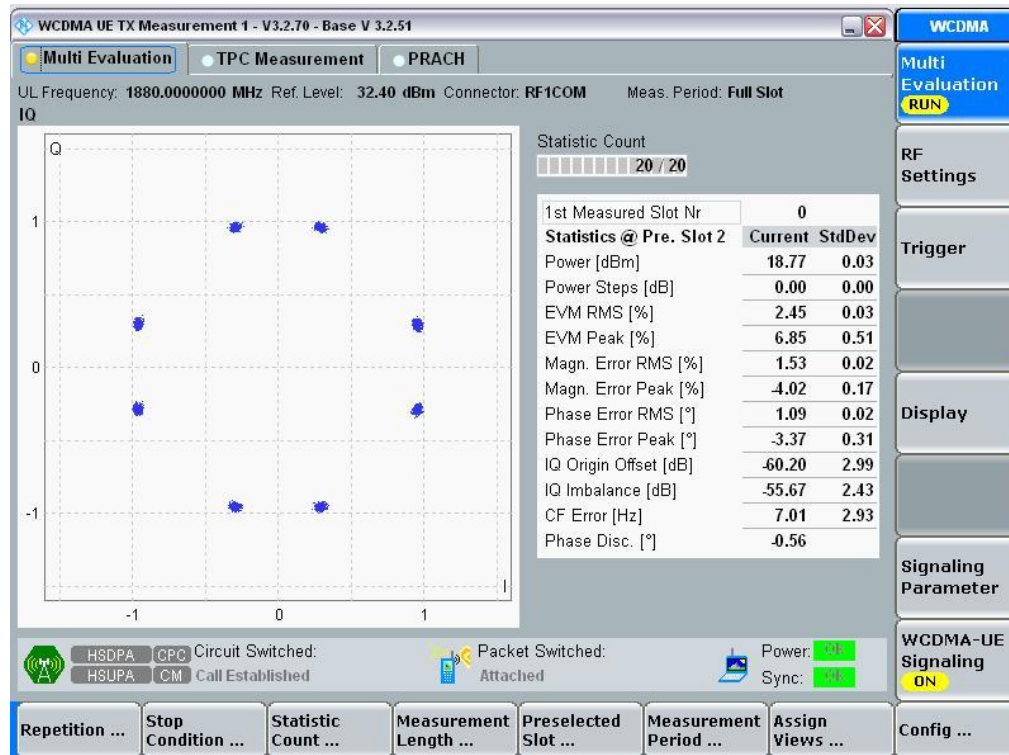 WCDMA UE TX Measurement 1 - V3.2.70 - Base V 3.2.51
WCDMA
Multi Evaluation TPC Measurement PRACH
Multi Evaluation RUN
UL Frequency: 1880.0000000 MHz Ref. Level: 32.40 dBm Connector: RF1COM Meas. Period: Full Slot
IQ
Q
1
0
-1
-1 0 1
I
Statistic Count
20 / 20
1st Measured Slot Nr 0
Statistics @ Pre. Slot 2 Current StdDev
Power [dBm] 18.77 0.03
Power Steps [dB] 0.00 0.00
EVM RMS [%] 2.45 0.03
EVM Peak [%] 6.85 0.51
Magn. Error RMS [%] 1.53 0.02
Magn. Error Peak [%] -4.02 0.17
Phase Error RMS [°] 1.09 0.02
Phase Error Peak [°] -3.37 0.31
IQ Origin Offset [dB] -60.20 2.99
IQ Imbalance [dB] -55.67 2.43
CF Error [Hz] 7.01 2.93
Phase Disc. [°] -0.56
RF Settings
Trigger
Display
Signaling Parameter
WCDMA-UE Signaling ON
HSDPA CPC Circuit Switched: Packet Switched: Power: OK
HSUPA CM Call Established Attached Sync: OK
Repetition ... Stop Condition ... Statistic Count ... Measurement Length ... Preselected Slot ... Measurement Period ... Assign Views ... Config ...